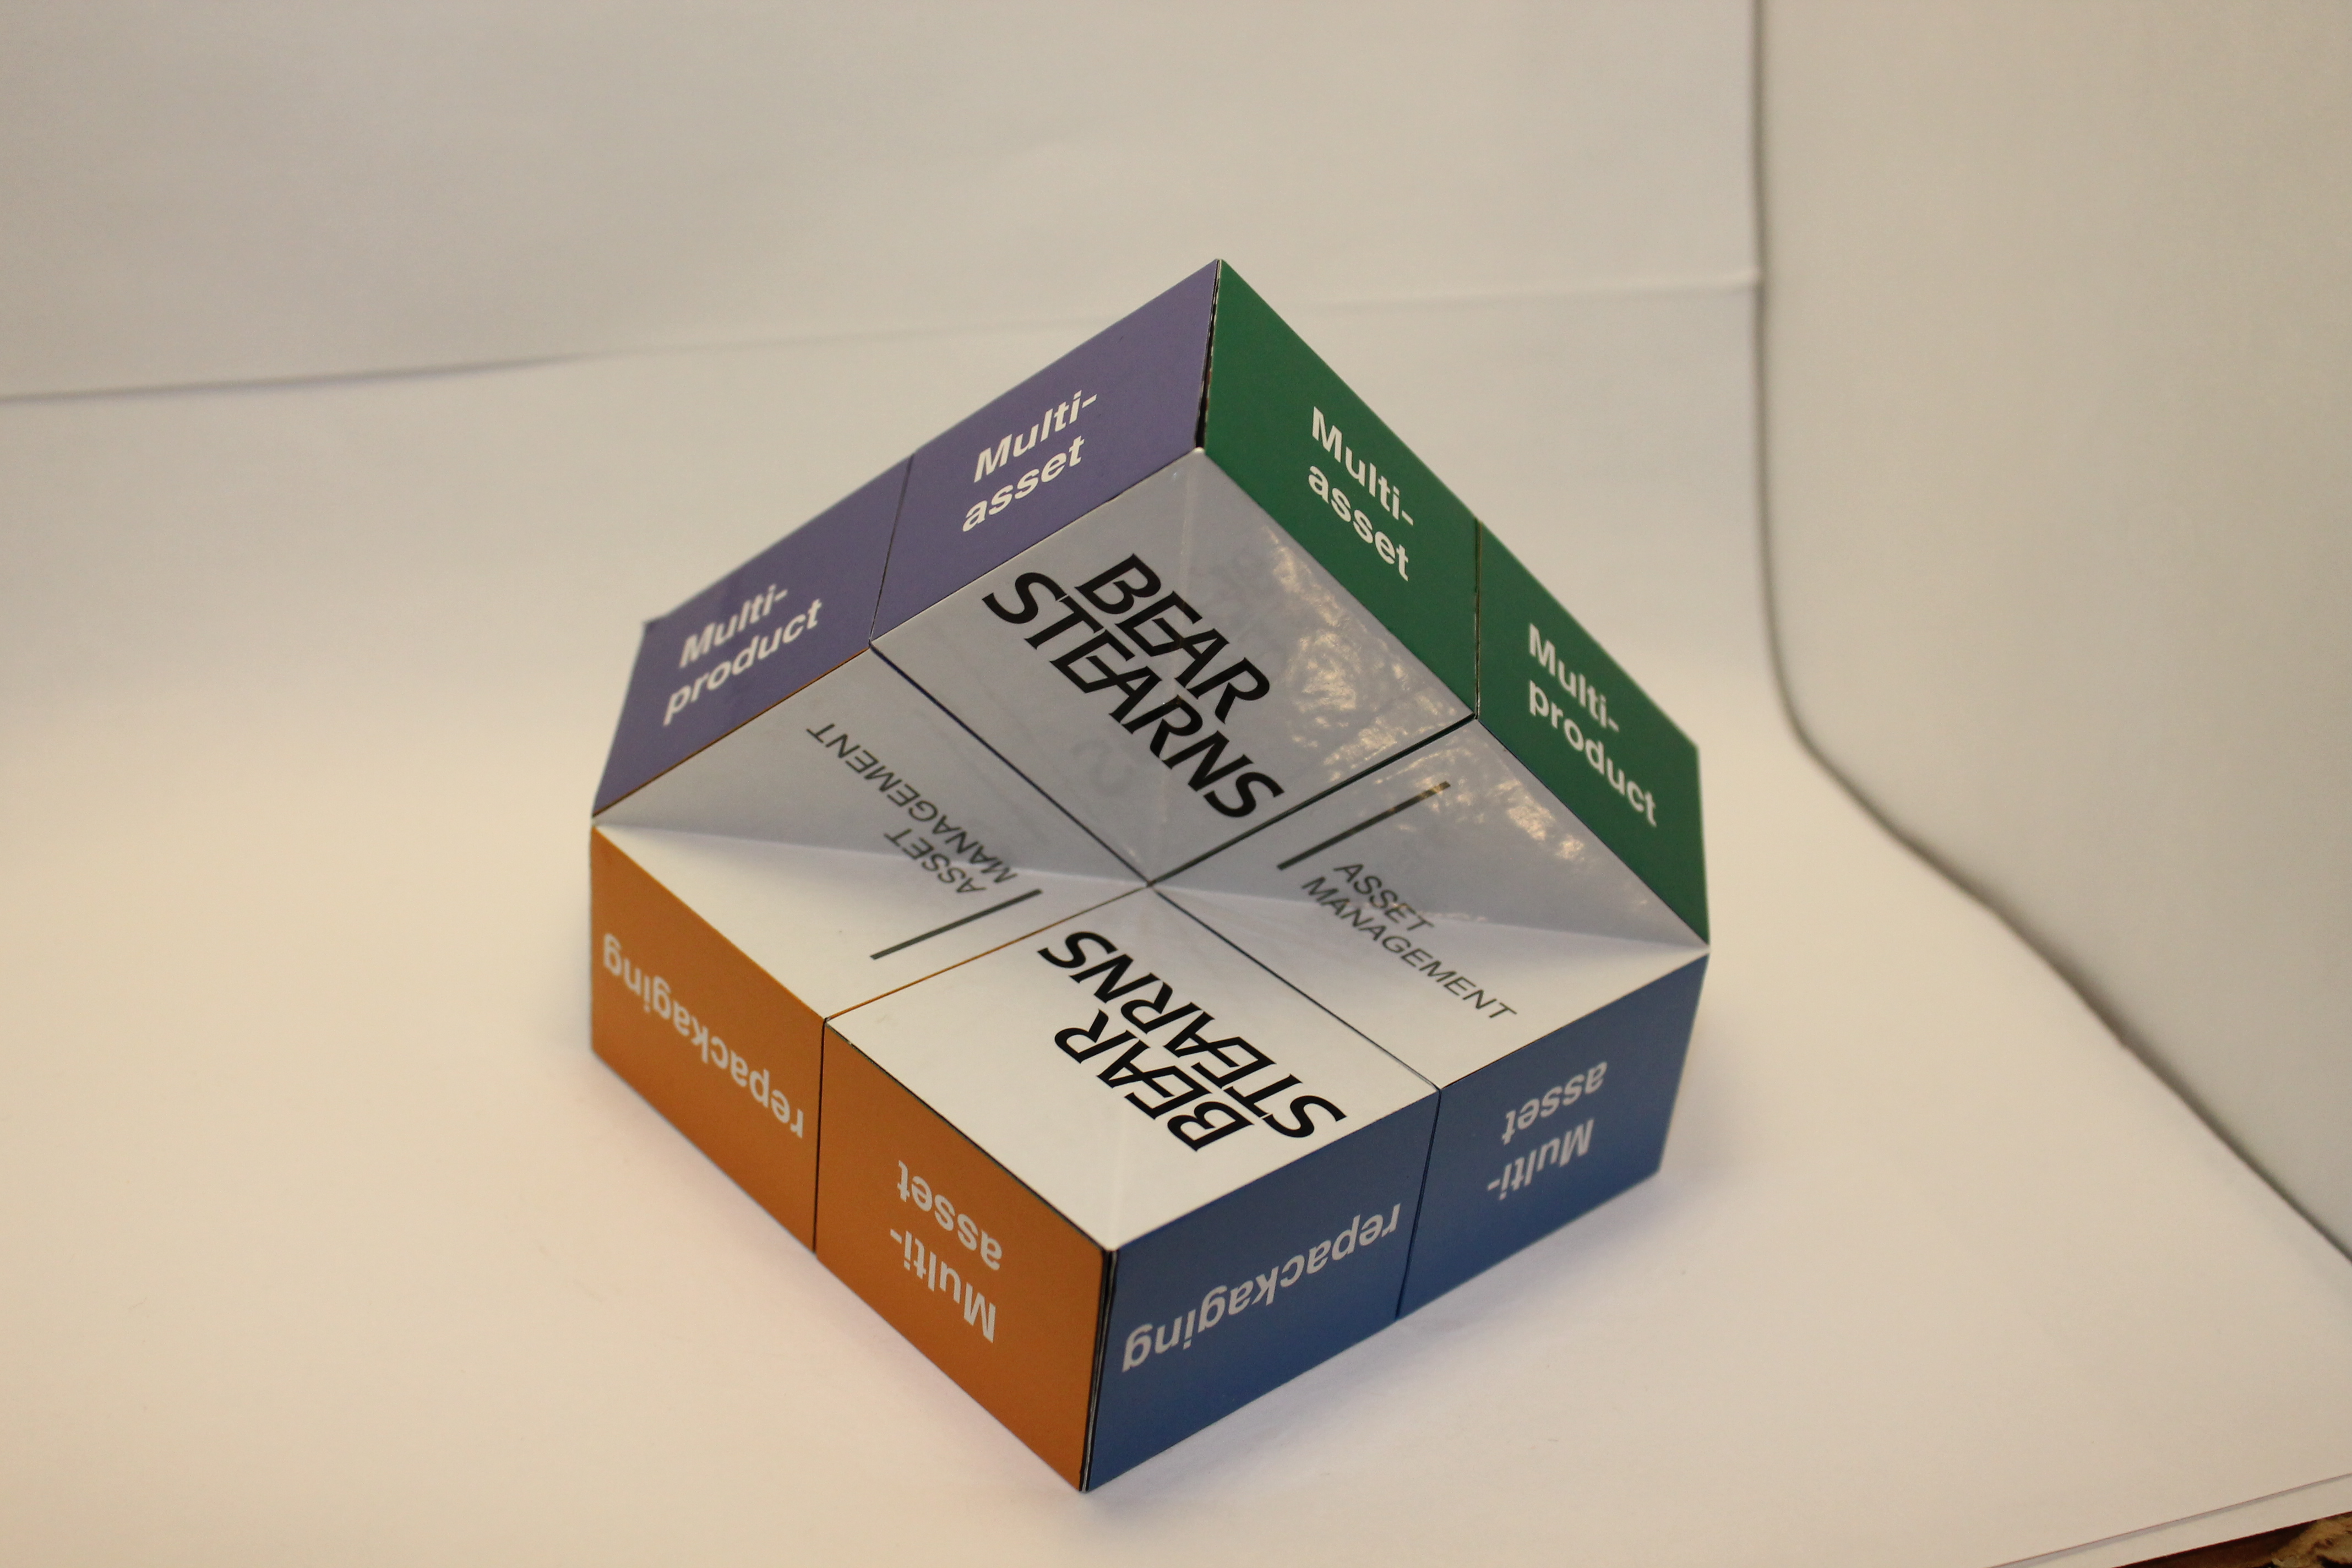 Multi-
asset
Multi-
product
Multi-
asset
Multi-
product
BEAR
STEARNS
ASSET
MANAGEMENT
ASSET
MANAGEMENT
BEAR
STEARNS
repackaging
Multi-
asset
repackaging
Multi-
asset